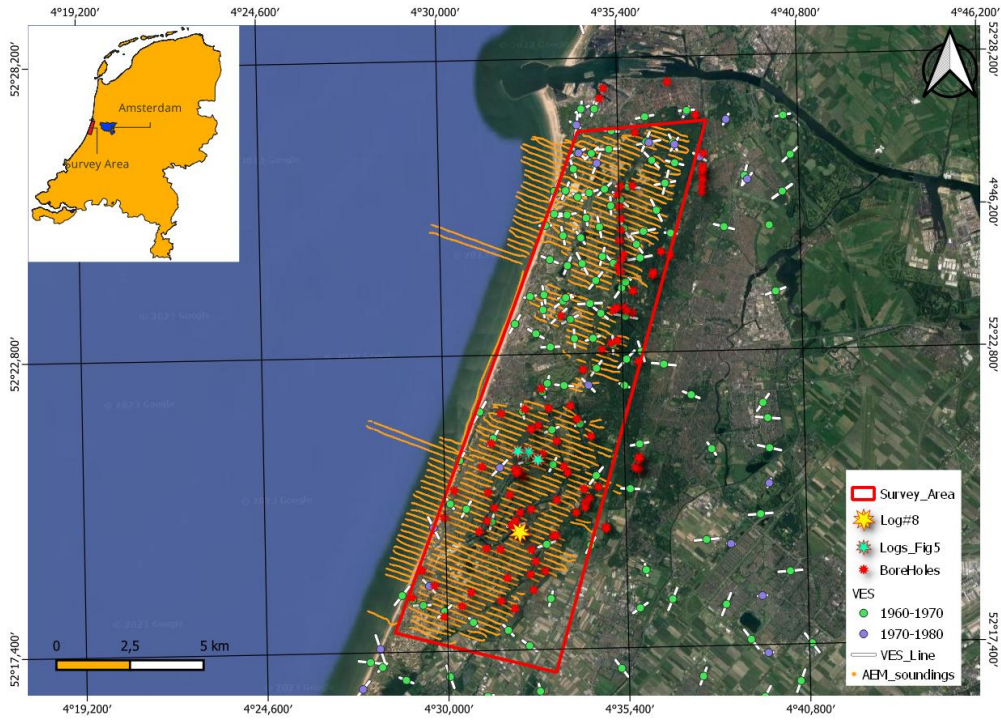 4°19,200’ 4°24,600’ 4°30,000’ 4°35,400’ 4°40,800’ 4°46,200’
Amsterdam
Survey Area
52°28,200’
52°28,200’
4°46,200’
52°22,800’
52°22,800’
52°17,400’
52°17,400’
Survey_Area
Log#8
Logs_Fig5
BoreHoles
VES
1960-1970
1970-1980
VES_Line
AEM_soundings
0 2,5 5 km
4°19,200’ 4°24,600’ 4°30,000’ 4°35,400’ 4°40,800’